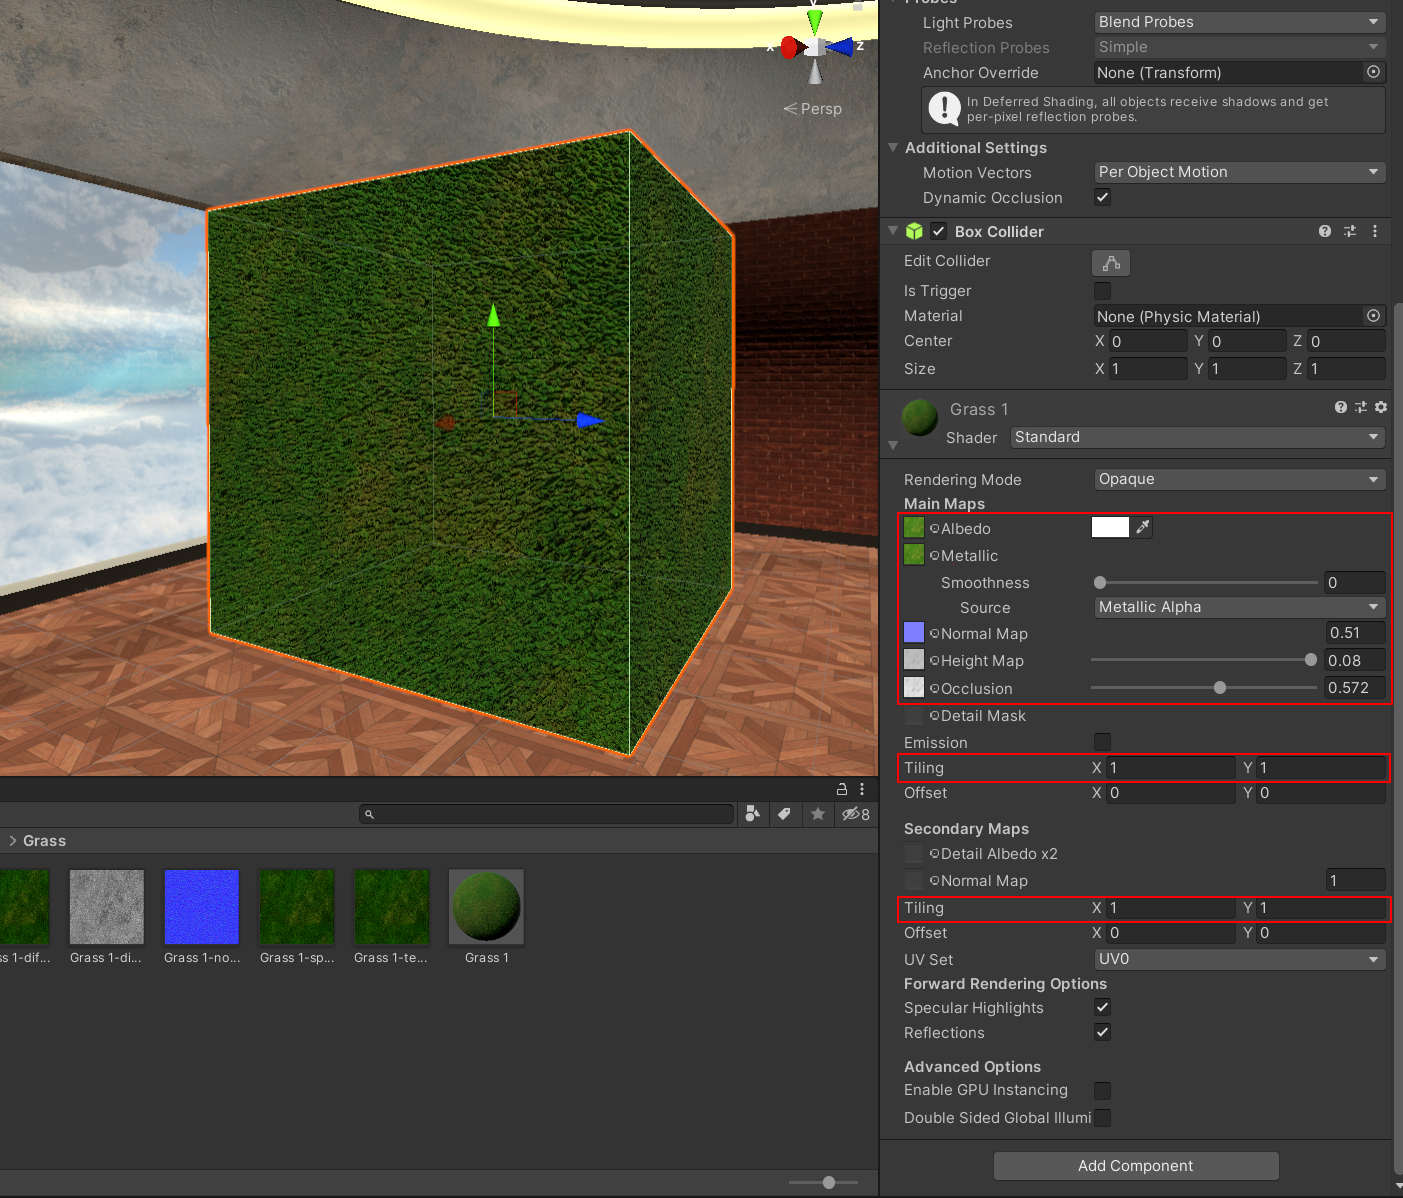 Probes
Light Probes Blend Probes
Reflection Probes Simple
Anchor Override None (Transform)
In Deferred Shading, all objects receive shadows and get
per-pixel reflection probes.
Additional Settings
Motion Vectors Per Object Motion
Dynamic Occlusion
Box Collider
Edit Collider
Is Trigger
Material None (Physic Material)
Center X 0 Y 0 Z 0
Size X 1 Y 1 Z 1
Grass 1
Shader Standard
Rendering Mode Opaque
Main Maps
Albedo
Metallic
Smoothness 0
Source Metallic Alpha
Normal Map 0.51
Height Map 0.08
Occlusion 0.572
Detail Mask
Emission
Tiling X 1 Y 1
Offset X 0 Y 0
Secondary Maps
Detail Albedo x2
Normal Map 1
Tiling X 1 Y 1
Offset X 0 Y 0
UV Set UV0
Forward Rendering Options
Specular Highlights
Reflections
Advanced Options
Enable GPU Instancing
Double Sided Global Illumi
Add Component
y
x z
Persp
8
Grass
s 1-dif... Grass 1-di... Grass 1-no... Grass 1-sp... Grass 1-te... Grass 1